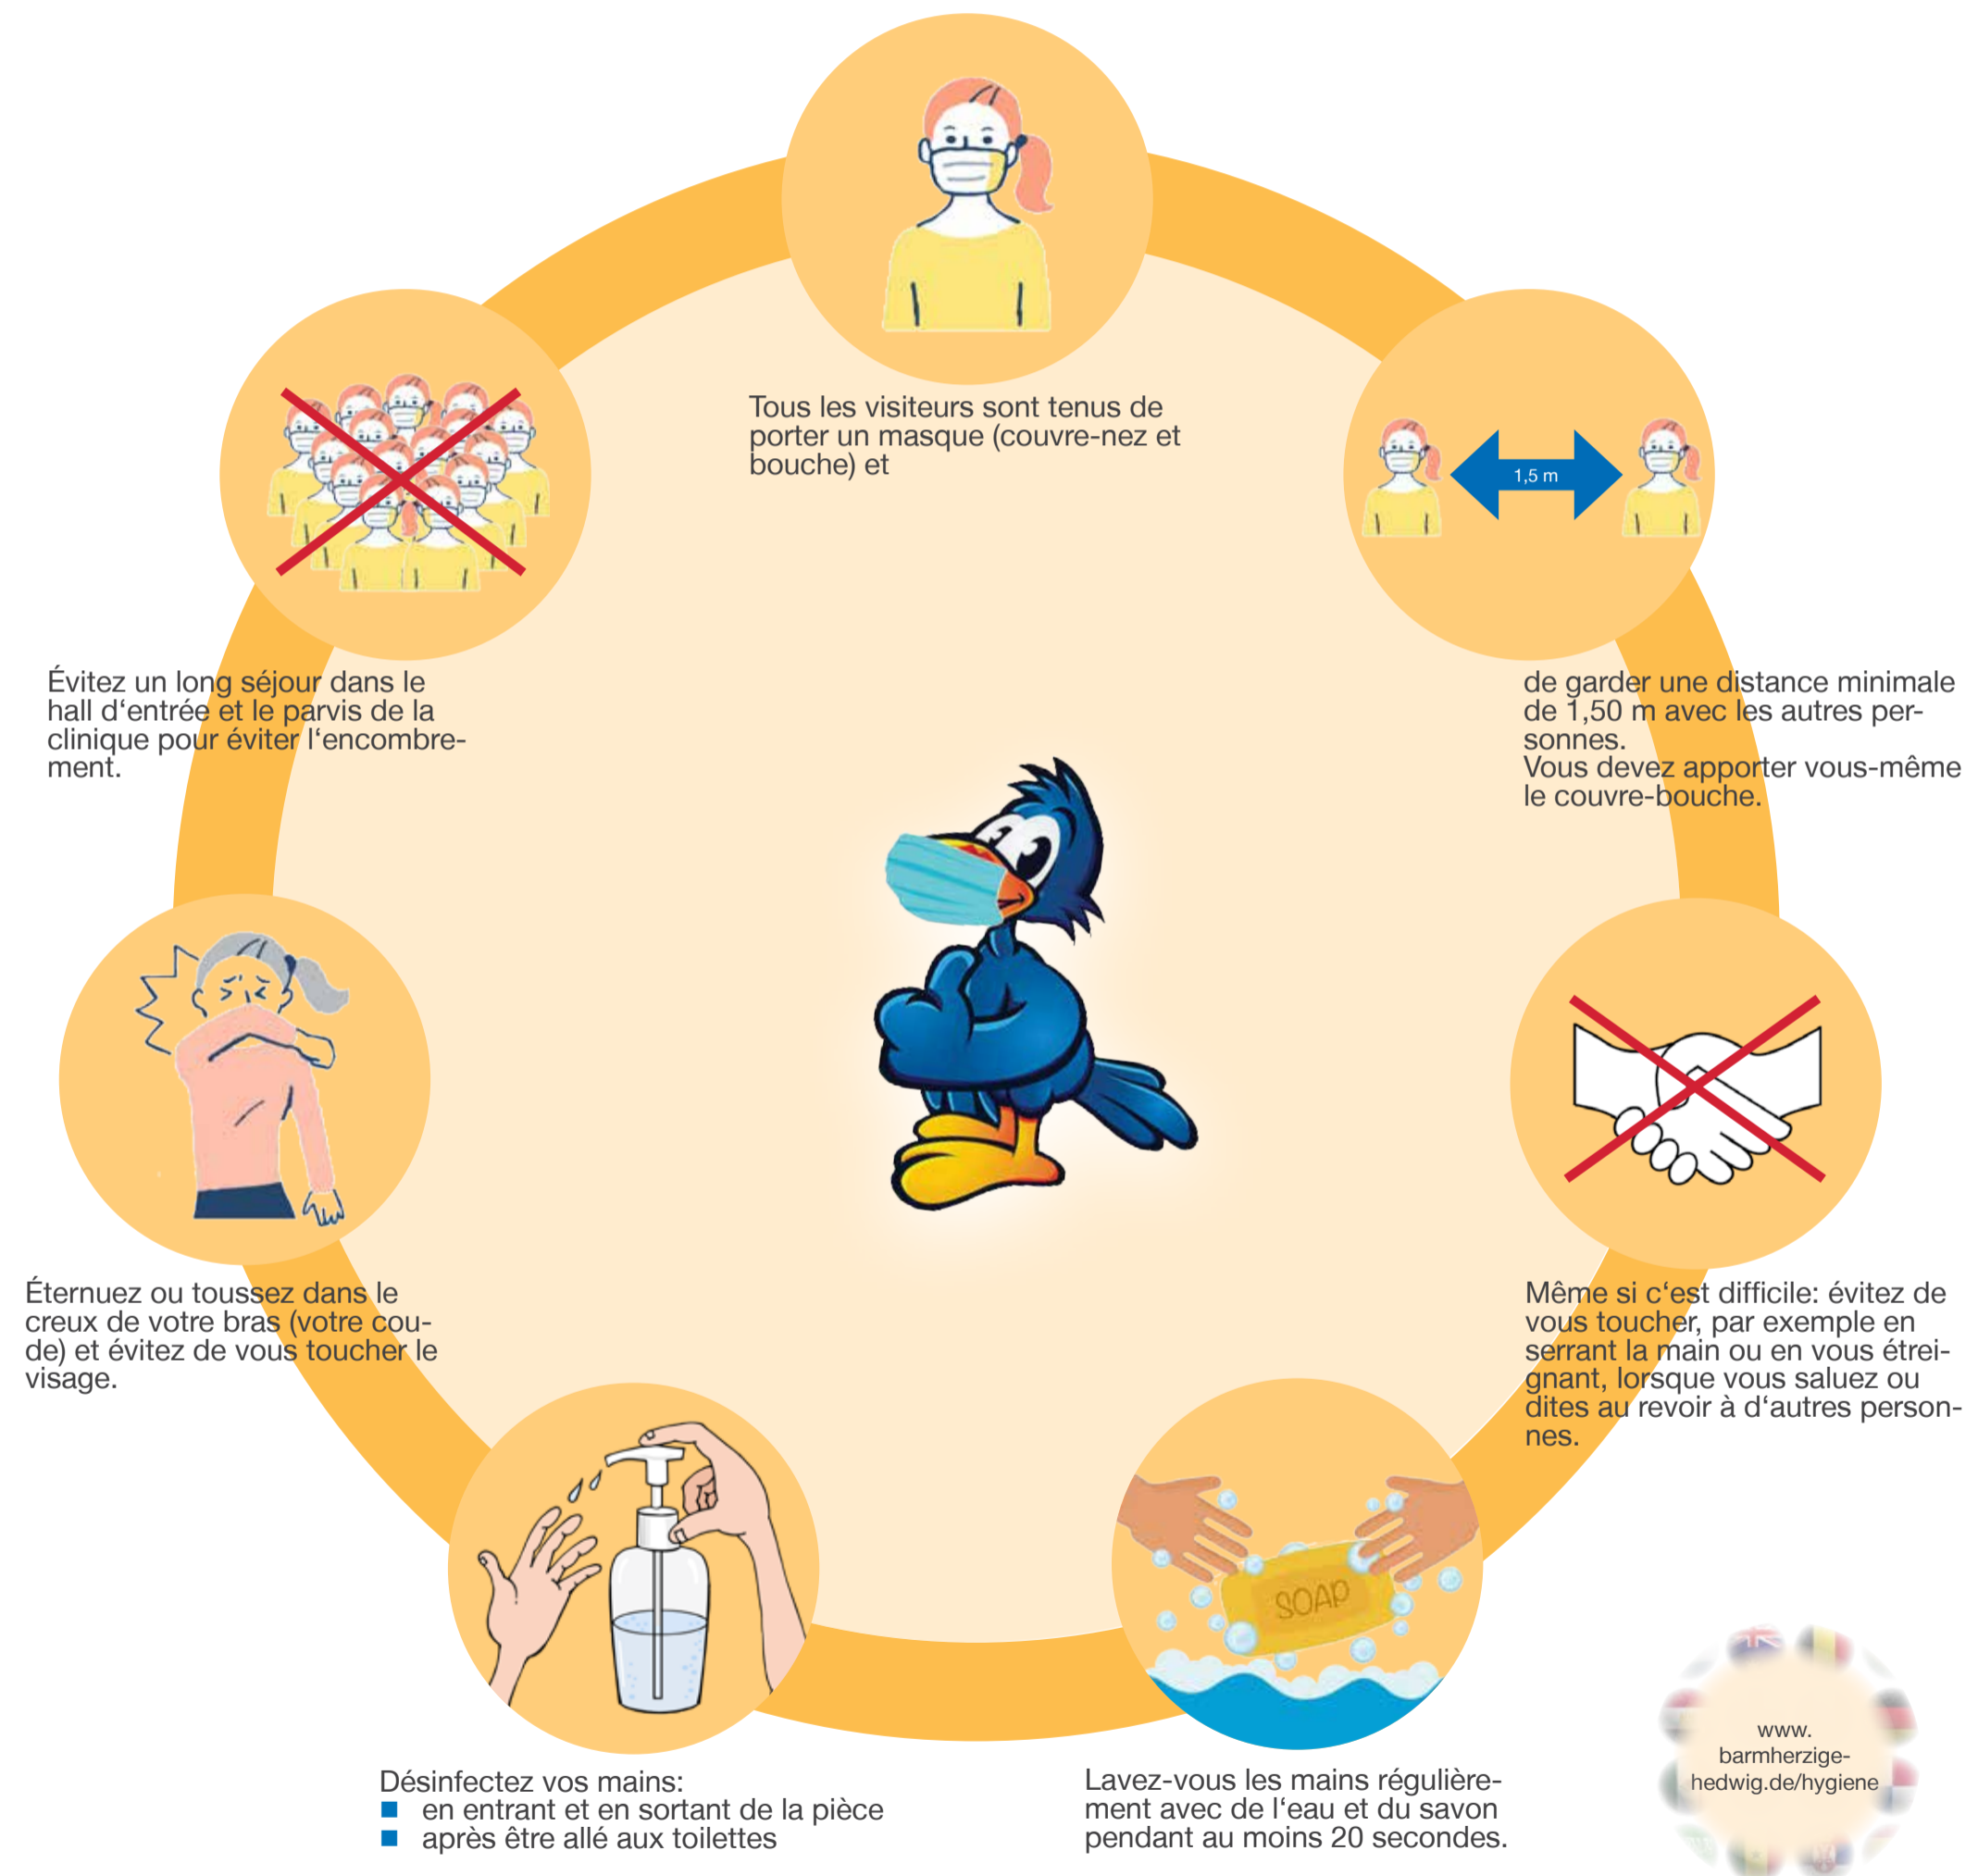 Tous les visiteurs sont tenus de
porter un masque (couvre-nez et
bouche) et
1,5 m
de garder une distance minimale
de 1,50 m avec les autres per-
sonnes.
Vous devez apporter vous-même
le couvre-bouche.
Même si c‘est difficile: évitez de
vous toucher, par exemple en
serrant la main ou en vous étrei-
gnant, lorsque vous saluez ou
dites au revoir à d‘autres person-
nes.
SOAP
Lavez-vous les mains régulière-
ment avec de l‘eau et du savon
pendant au moins 20 secondes.
Désinfectez vos mains:
■ en entrant et en sortant de la pièce
■ après être allé aux toilettes
Éternuez ou toussez dans le
creux de votre bras (votre cou-
de) et évitez de vous toucher le
visage.
Évitez un long séjour dans le
hall d‘entrée et le parvis de la
clinique pour éviter l‘encombre-
ment.
www.
barmherzige-
hedwig.de/hygiene